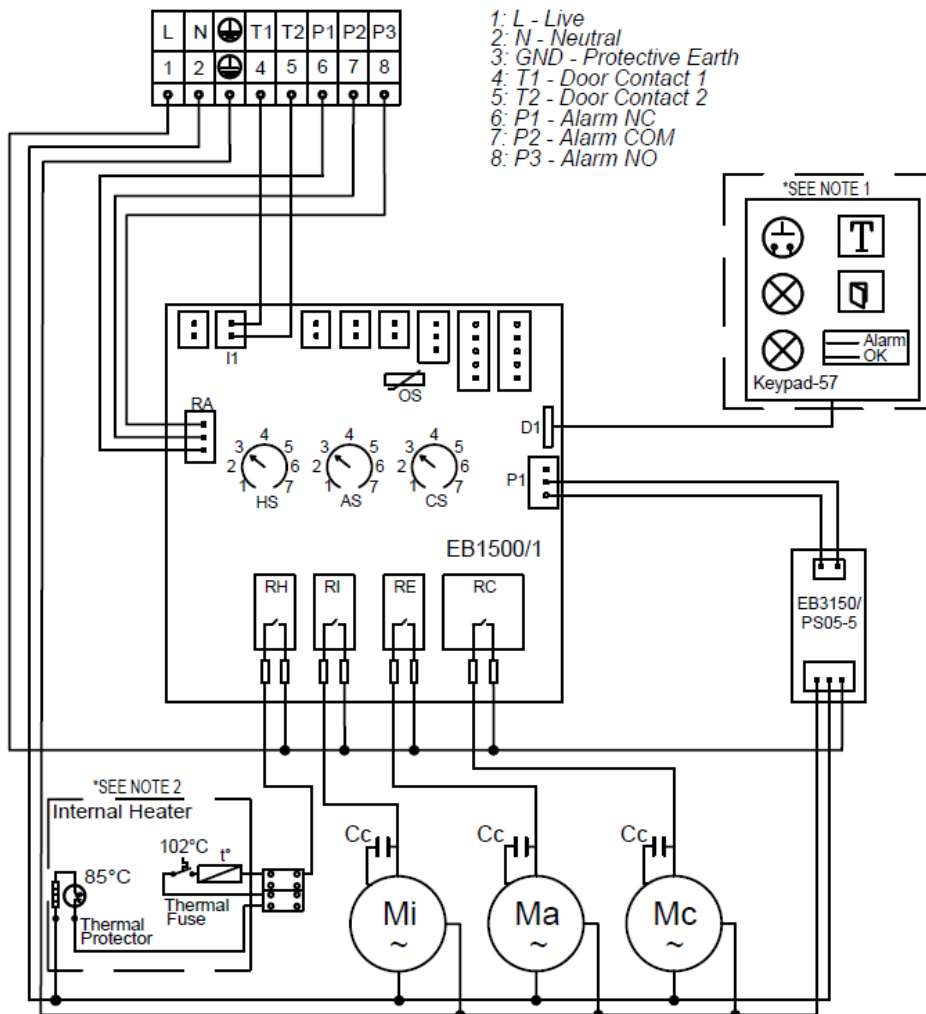 L N T1 T2 P1 P2 P3
1 2 4 5 6 7 8
1: L - Live
2: N - Neutral
3: GND - Protective Earth
4: T1 - Door Contact 1
5: T2 - Door Contact 2
6: P1 - Alarm NC
7: P2 - Alarm COM
8: P3 - Alarm NO
*SEE NOTE 1
T
Alarm
OK
Keypad-57
I1
OS
RA
D1
1 2 3 4 5 6 7
HS
1 2 3 4 5 6 7
AS
1 2 3 4 5 6 7
CS
P1
EB1500/1
RH RI RE RC
EB3150/
PS05-5
*SEE NOTE 2
Internal Heater
102°C
t°
85°C
Thermal
Fuse
Thermal
Protector
Cc Cc Cc
Mi
~
Ma
~
Mc
~